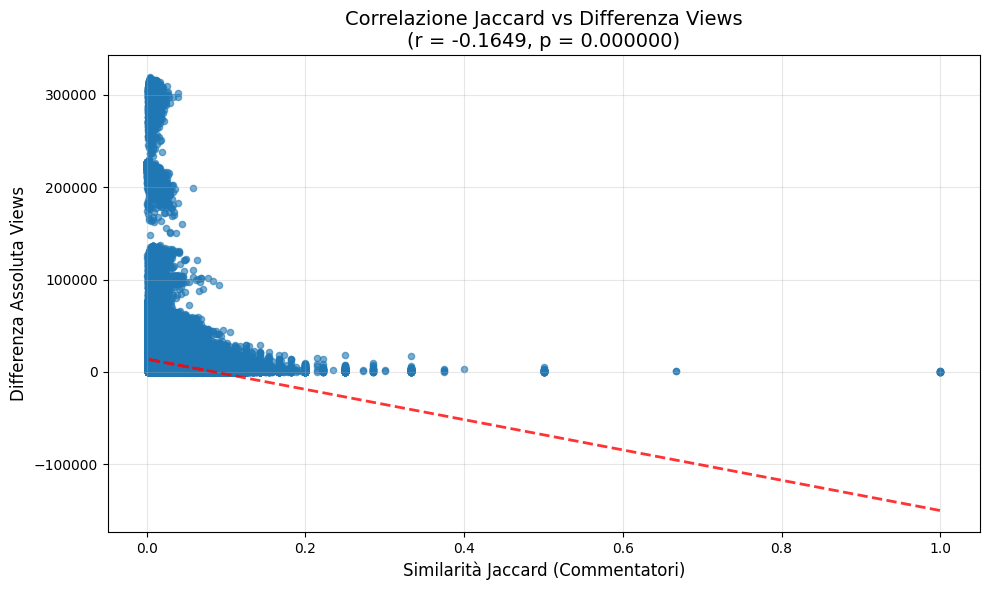 Correlazione Jaccard vs Differenza Views
(r = -0.1649, p = 0.000000)
Differenza Assoluta Views
300000
200000
100000
0
−100000
0.0 0.2 0.4 0.6 0.8 1.0
Similarità Jaccard (Commentatori)